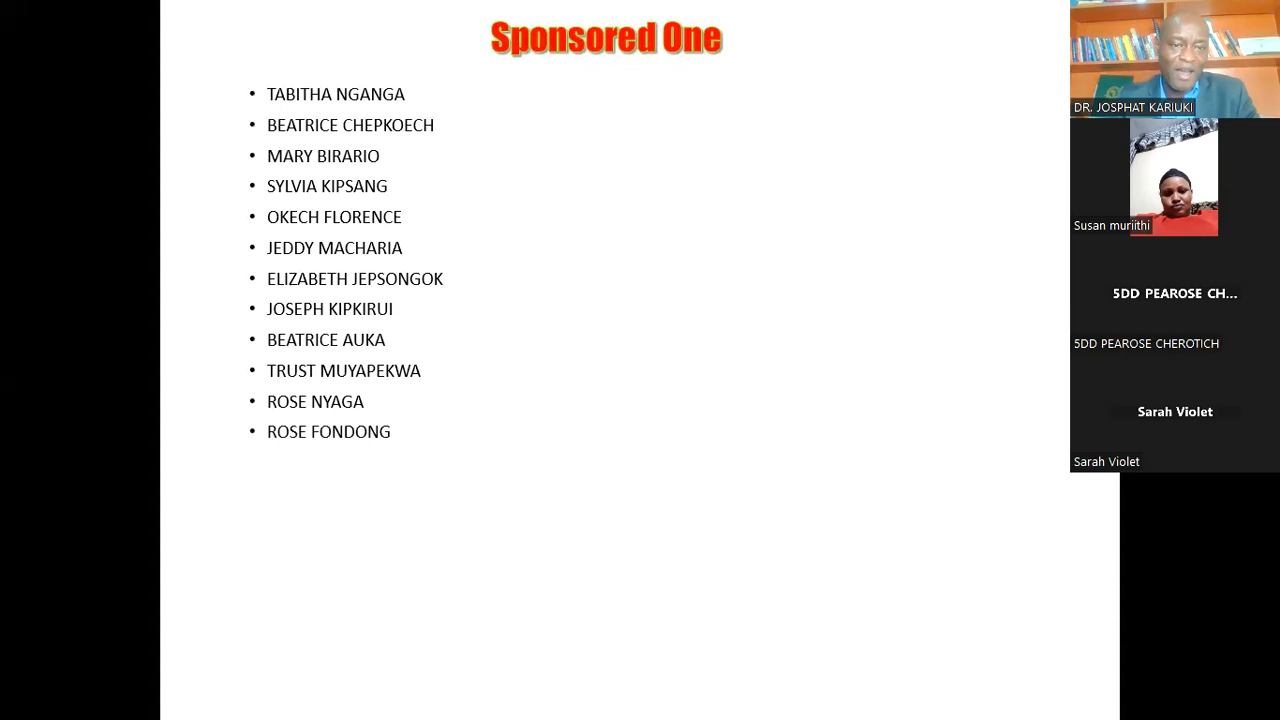 Sponsored One
• TABITHA NGANGA
• BEATRICE CHEPKOECH
• MARY BIRARIO
• SYLVIA KIPSANG
• OKECH FLORENCE
• JEDDY MACHARIA
• ELIZABETH JEPSONGOK
• JOSEPH KIPKIRUI
• BEATRICE AUKA
• TRUST MUYAPEKWA
• ROSE NYAGA
• ROSE FONDONG
DR. JOSPHAT KARIUKI
Susan muriithi
5DD PEAROSE CH...
5DD PEAROSE CHEROTICH
Sarah Violet
Sarah Violet